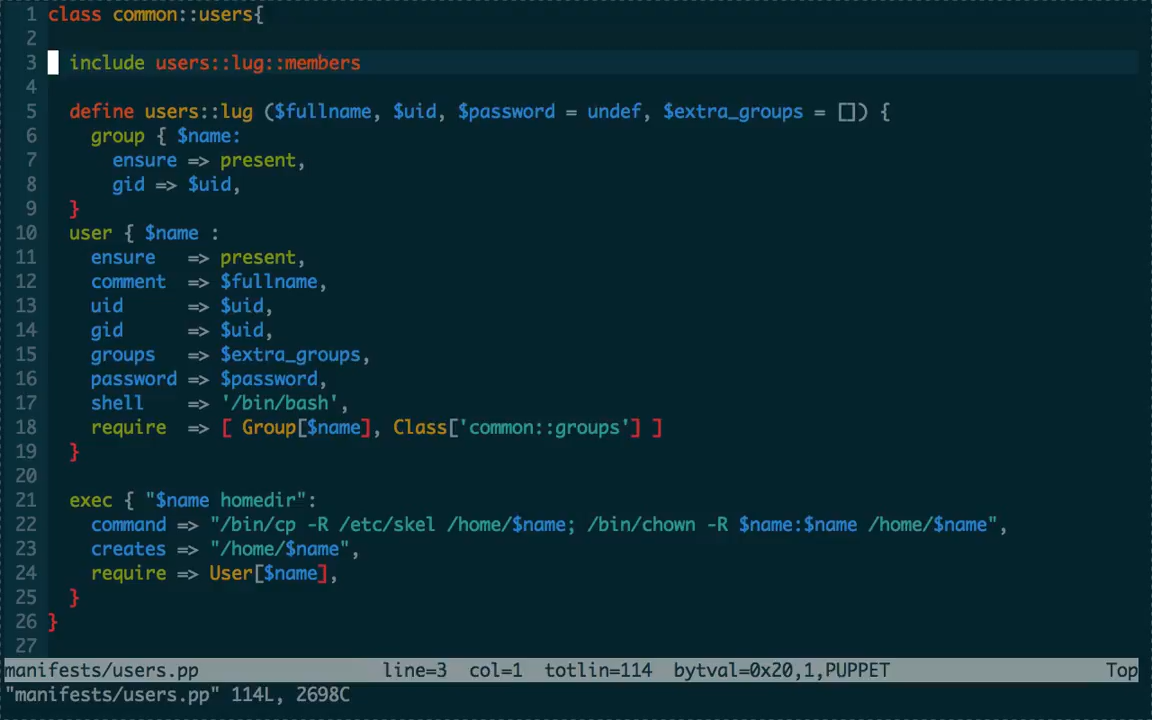 1 class common::users{
2
3   include users::lug::members
4
5   define users::lug ($fullname, $uid, $password = undef, $extra_groups = []) {
6     group { $name:
7       ensure => present,
8       gid => $uid,
9   }
10   user { $name :
11     ensure   => present,
12     comment  => $fullname,
13     uid      => $uid,
14     gid      => $uid,
15     groups   => $extra_groups,
16     password => $password,
17     shell    => '/bin/bash',
18     require  => [ Group[$name], Class['common::groups'] ]
19   }
20
21   exec { "$name homedir":
22     command => "/bin/cp -R /etc/skel /home/$name; /bin/chown -R $name:$name /home/$name",
23     creates => "/home/$name",
24     require => User[$name],
25   }
26 }
27
manifests/users.pp                 line=3  col=1  totlin=114  bytval=0x20,1,PUPPET                    Top
"manifests/users.pp" 114L, 2698C